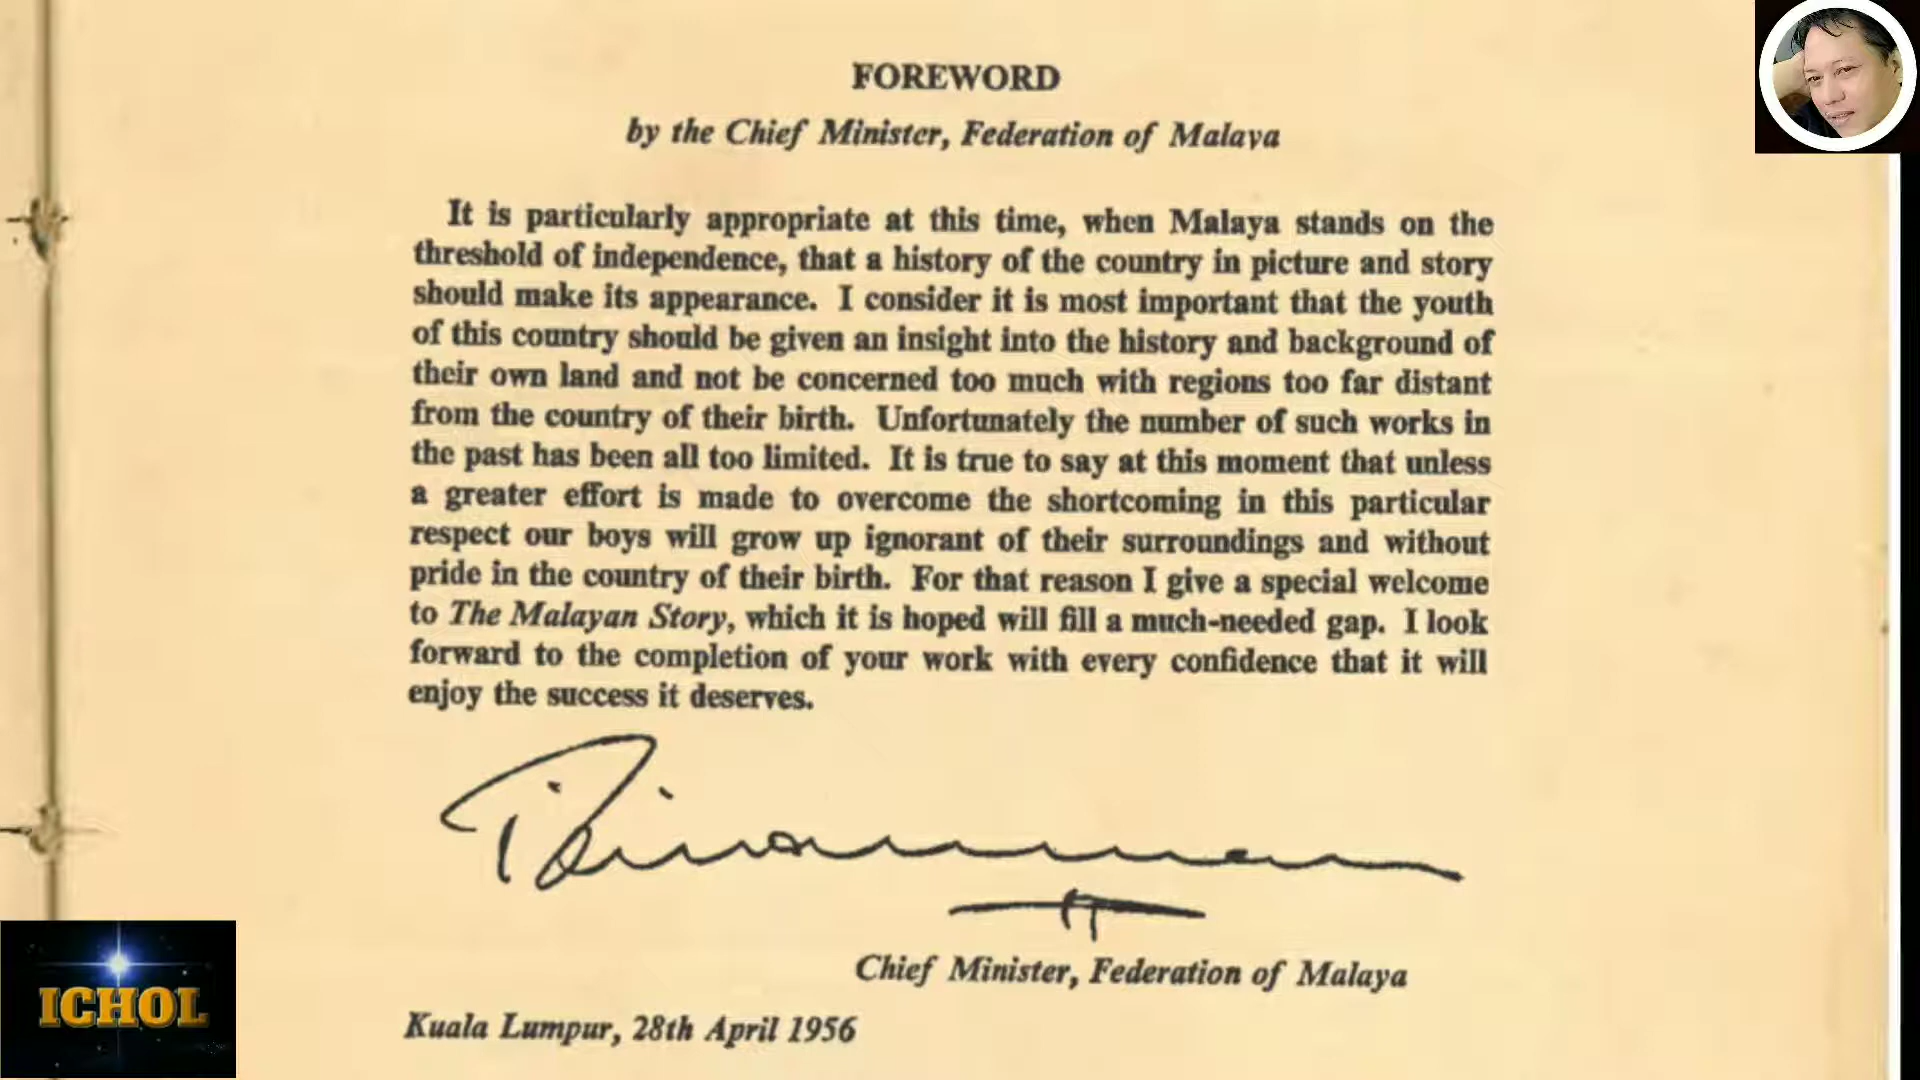 FOREWORD
by the Chief Minister, Federation of Malaya
It is particularly appropriate at this time, when Malaya stands on the
threshold of independence, that a history of the country in picture and story
should make its appearance. I consider it is most important that the youth
of this country should be given an insight into the history and background of
their own land and not be concerned too much with regions too far distant
from the country of their birth. Unfortunately the number of such works in
the past has been all too limited. It is true to say at this moment that unless
a greater effort is made to overcome the shortcoming in this particular
respect our boys will grow up ignorant of their surroundings and without
pride in the country of their birth. For that reason I give a special welcome
to The Malayan Story, which it is hoped will fill a much-needed gap. I look
forward to the completion of your work with every confidence that it will
enjoy the success it deserves.
Chief Minister, Federation of Malaya
Kuala Lumpur, 28th April 1956
ICHOL